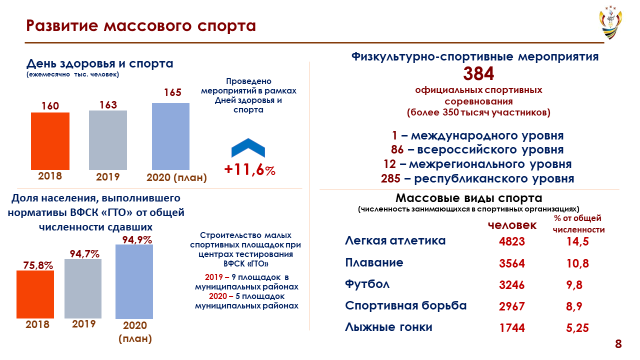 Развитие массового спорта
День здоровья и спорта
(ежемесячно тыс. человек)
160
163
165
2018
2019
2020 (план)
Проведено
мероприятий в рамках
Дней здоровья и
спорта
+11,6%
Доля населения, выполнившего
нормативы ВФСК «ГТО» от общей
численности сдавших
75,8%
94,7%
94,9%
2018
2019
2020
(план)
Строительство малых
спортивных площадок при
центрах тестирования
ВФСК «ГТО»
2019 – 9 площадок в
муниципальных районах
2020 – 5 площадок
муниципальных районах
Физкультурно-спортивные мероприятия
384
официальных спортивных
соревнования
(более 350 тысяч участников)
1 – международного уровня
86 – всероссийского уровня
12 – межрегионального уровня
285 – республиканского уровня
Массовые виды спорта
(численность занимающихся в спортивных организациях)
человек
% от общей
численности
Легкая атлетика 4823 14,5
Плавание 3564 10,8
Футбол 3246 9,8
Спортивная борьба 2967 8,9
Лыжные гонки 1744 5,25
8